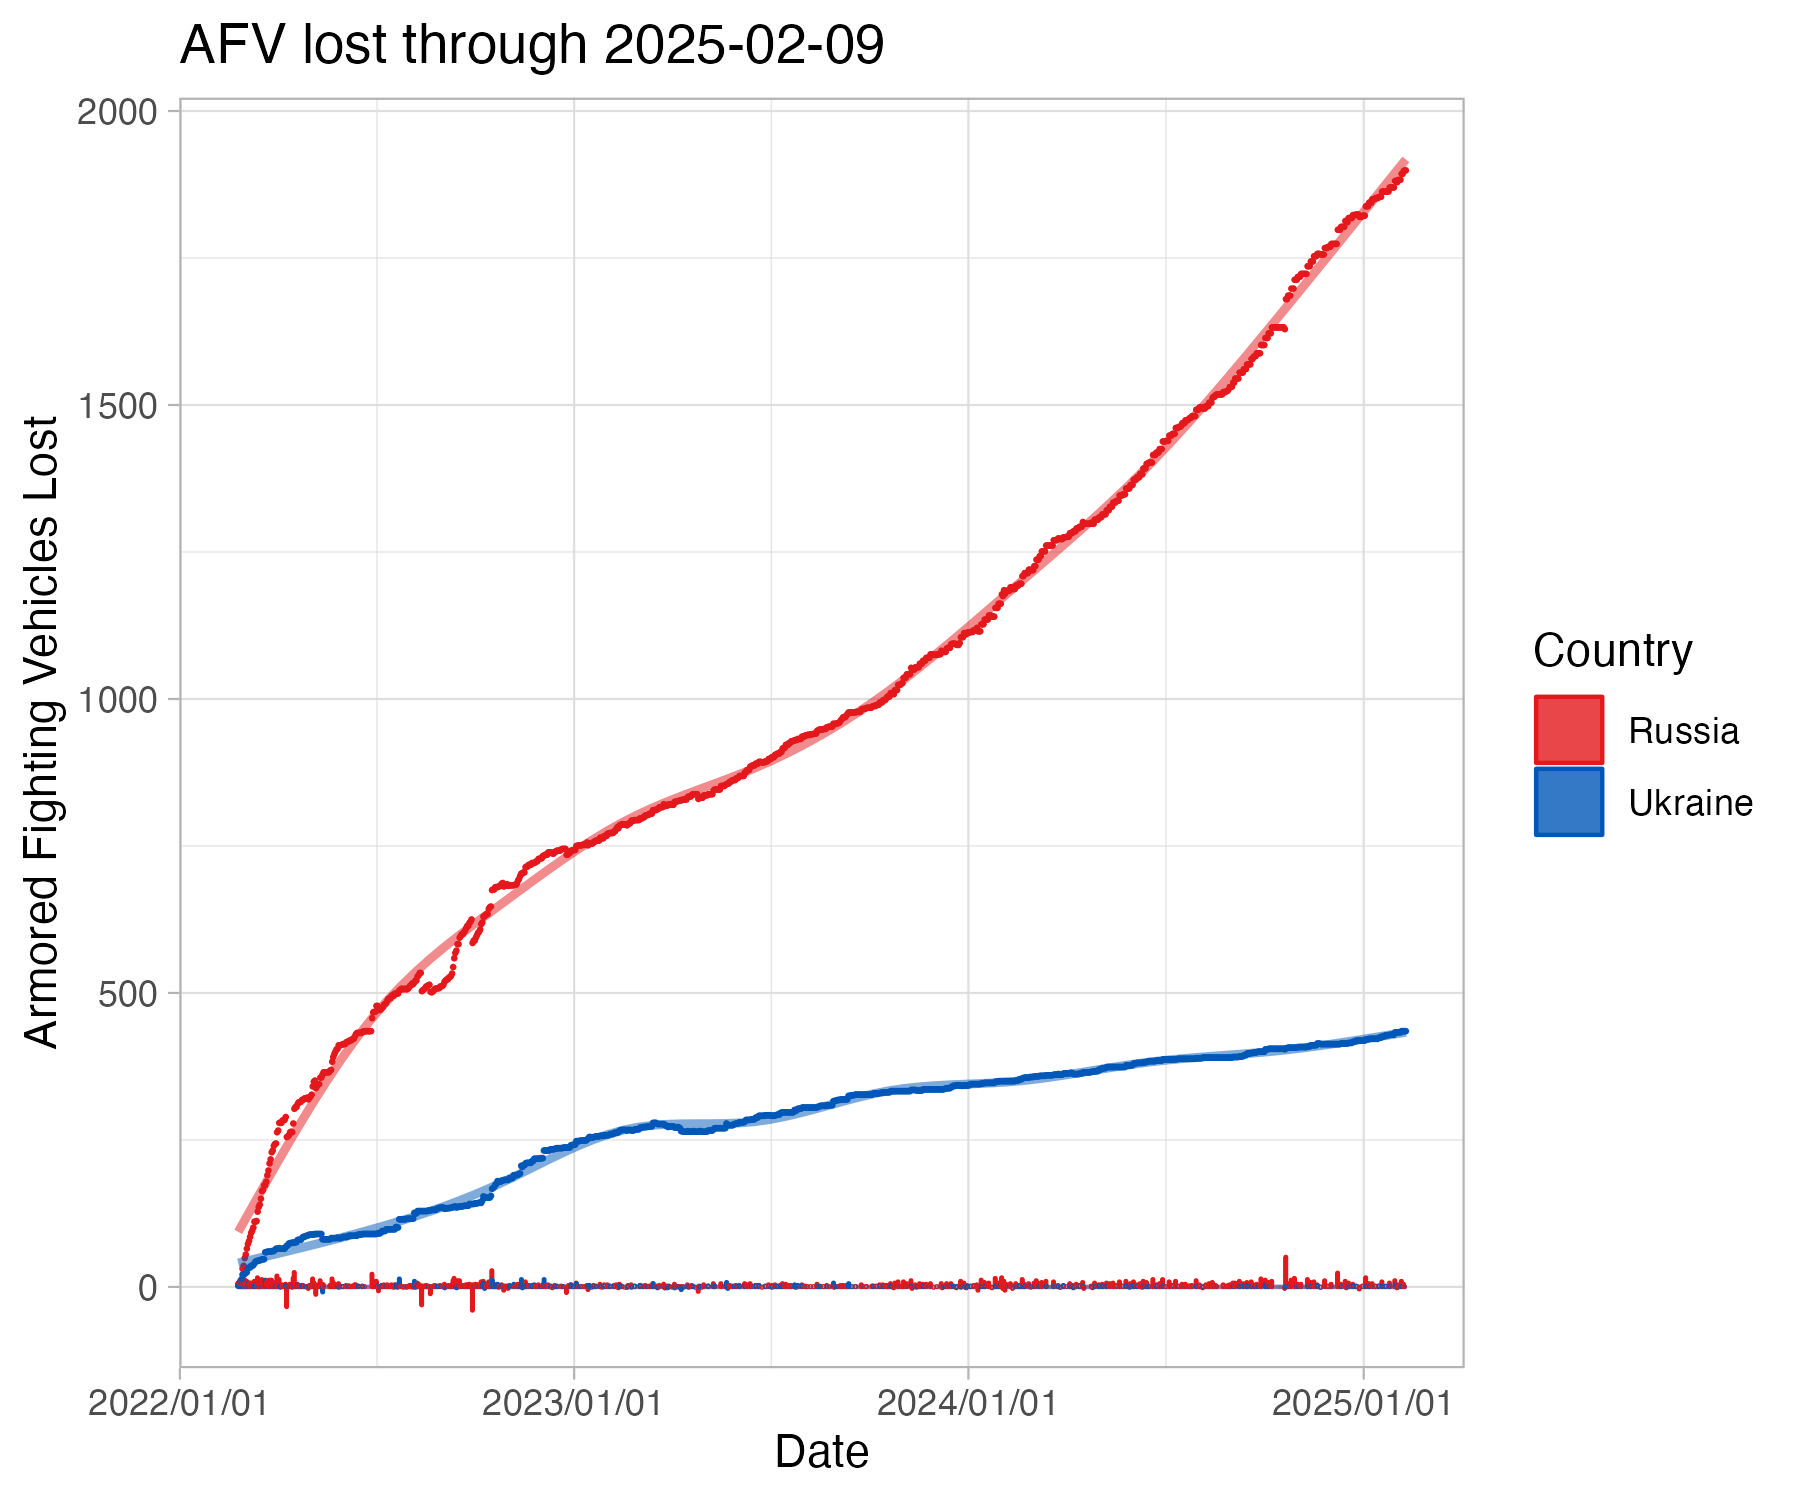 AFV lost through 2025-02-09
Armored Fighting Vehicles Lost
2000
1500
1000
500
0
2022/01/01
2023/01/01
2024/01/01
2025/01/01
Date
Country
Russia
Ukraine